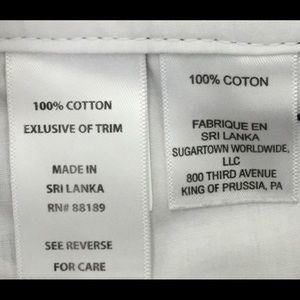 100% COTTON
EXLUSIVE OF TRIM
MADE IN
SRI LANKA
RN# 88189
SEE REVERSE
FOR CARE
100% COTON
FABRIQUE EN
SRI LANKA
SUGARTOWN WORLDWIDE,
LLC
800 THIRD AVENUE
KING OF PRUSSIA, PA